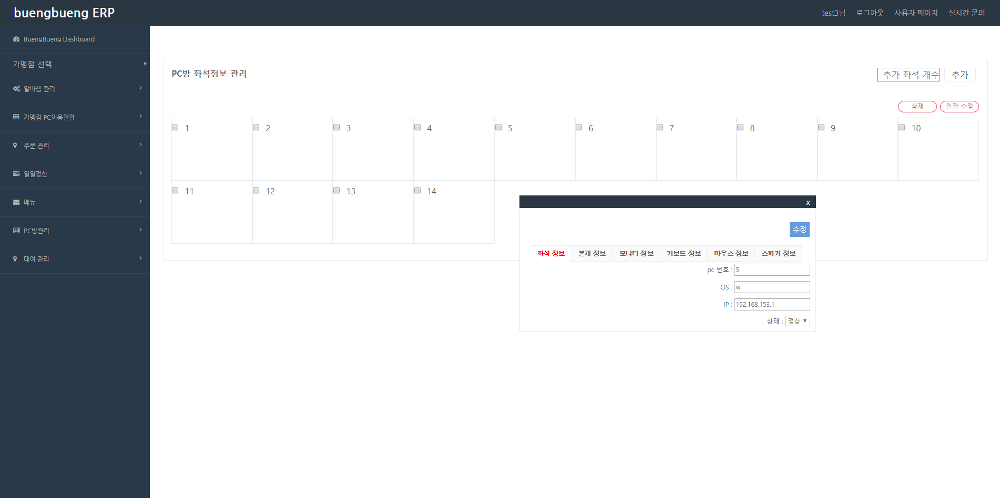 buengbueng ERP
test3님 로그아웃 사용자 페이지 실시간 문의
BuengBueng Dashboard
가맹점 선택
알바생 관리
가맹점 PC이용현황
주문 관리
일일정산
메뉴
PC방관리
대여 관리
PC방 좌석정보 관리
추가 좌석 개수 추가
삭제 일괄 수정
1 2 3 4 5 6 7 8 9 10
11 12 13 14
x
수정
좌석 정보 본체 정보 모니터 정보 키보드 정보 마우스 정보 스피커 정보
pc 번호 : 5
OS : w
IP : 192.168.153.1
상태 : 정상